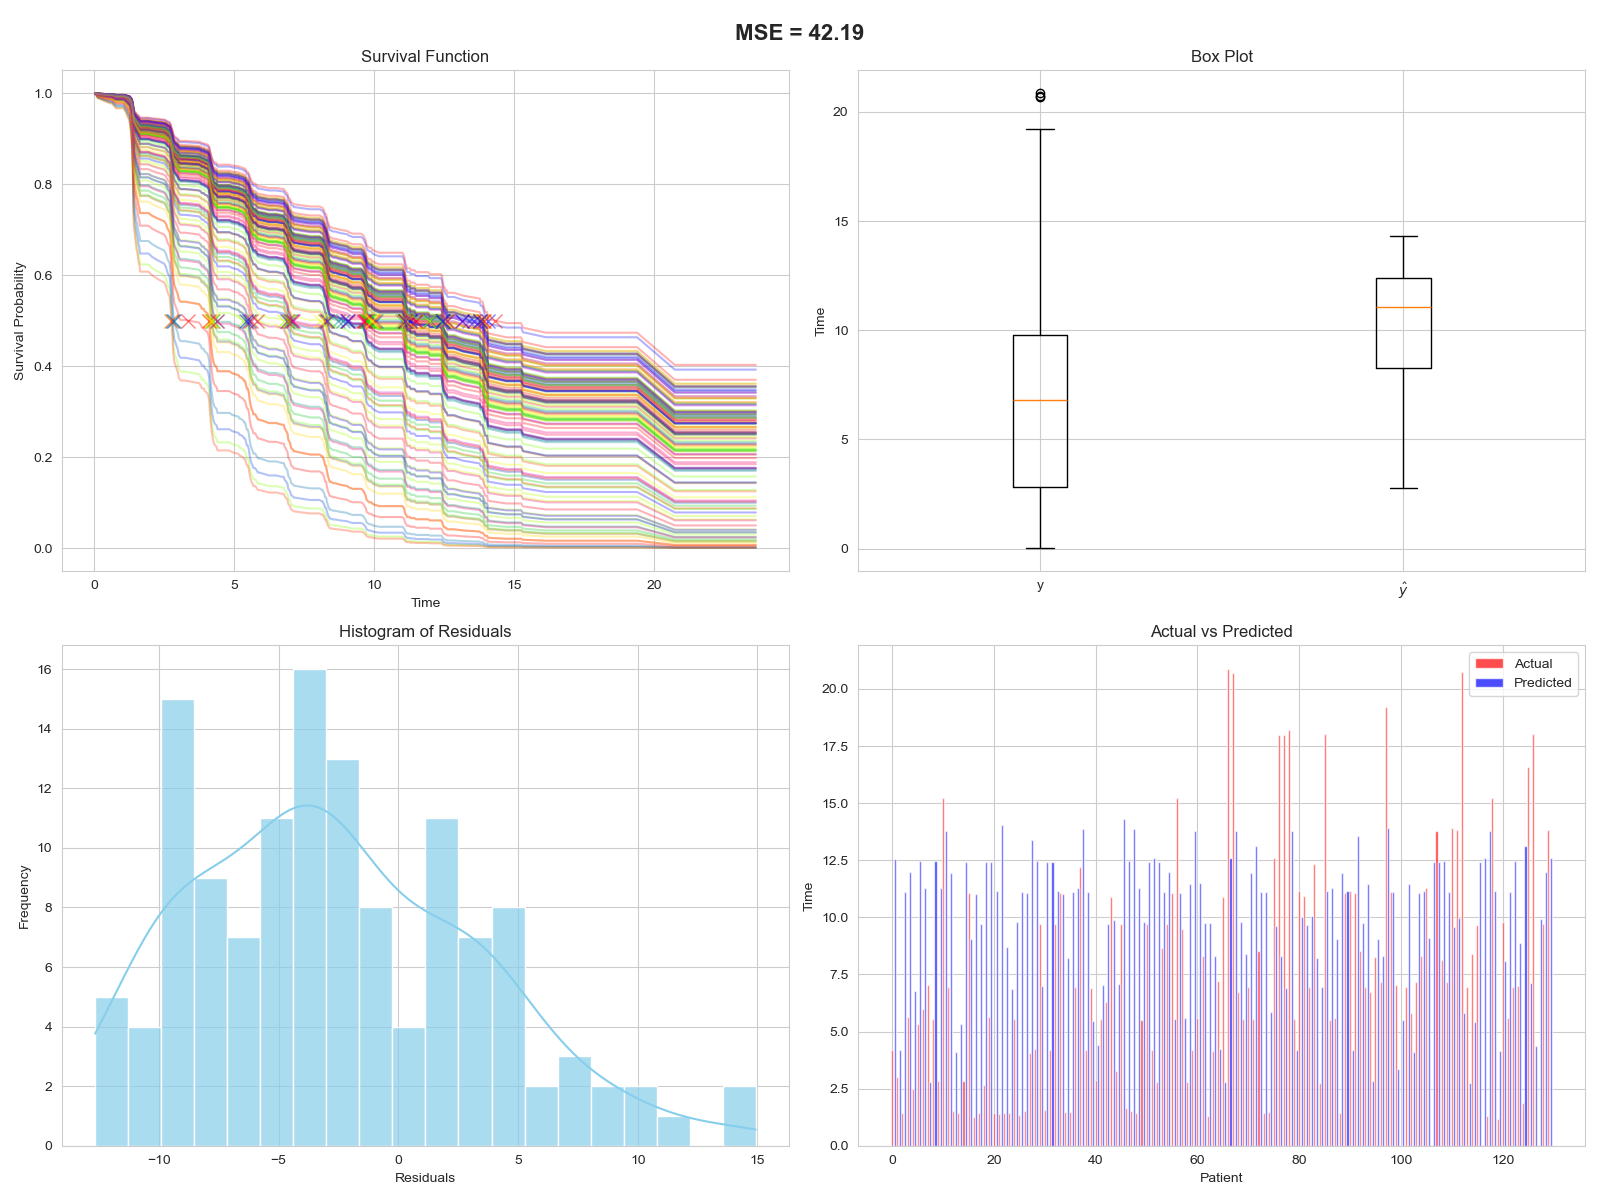 MSE = 42.19
Survival Function
1.0
0.8
0.6
0.4
0.2
0.0
Survival Probability
0 5 10 15 20
Time
Box Plot
20
15
10
5
0
Time
y ŷ
Histogram of Residuals
16
14
12
10
8
6
4
2
0
Frequency
−10 −5 0 5 10 15
Residuals
Actual vs Predicted
Actual
Predicted
20.0
17.5
15.0
12.5
10.0
7.5
5.0
2.5
0.0
Time
0 20 40 60 80 100 120
Patient